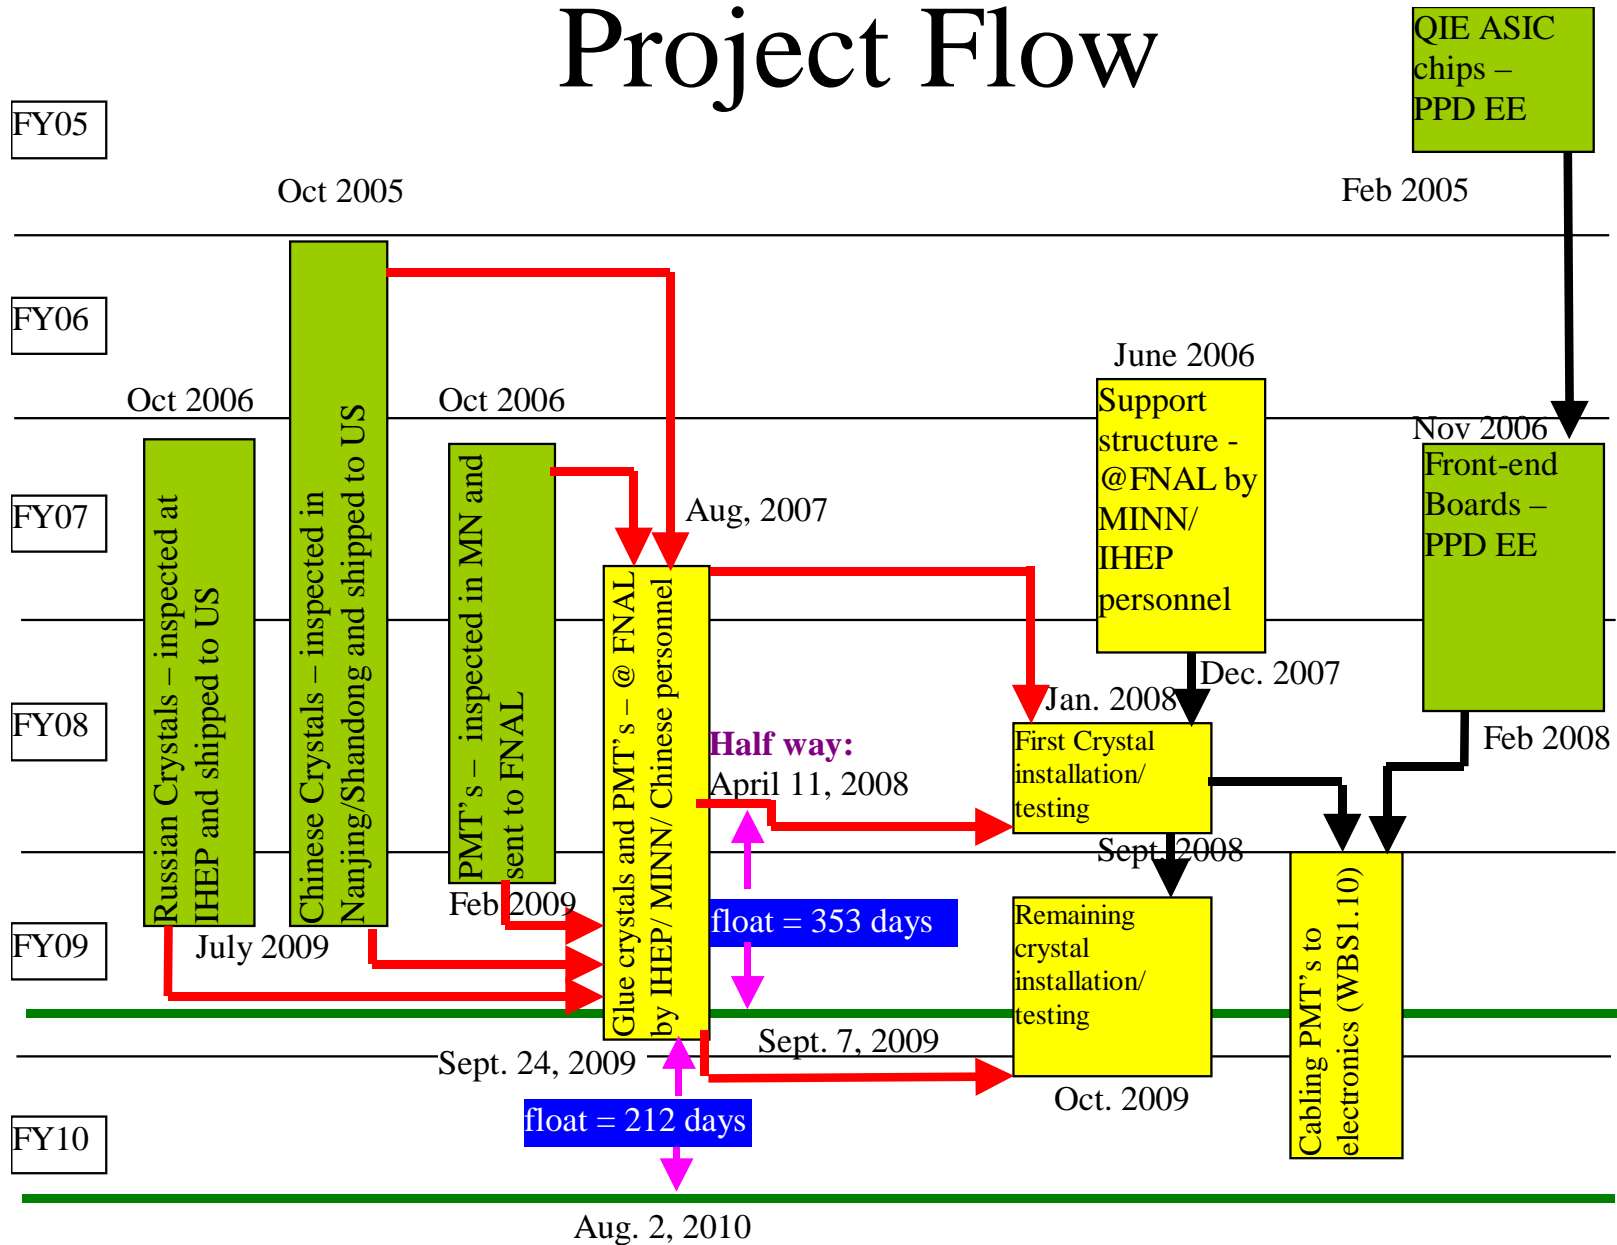 Project Flow
QIE ASIC
chips –
PPD EE
FY05
Oct 2005
Feb 2005
FY06
June 2006
Oct 2006
Oct 2006
Support
structure -
@FNAL by
MINN/
IHEP
personnel
Nov 2006
Front-end
Boards –
PPD EE
FY07
Aug, 2007
Russian Crystals – inspected at
IHEP and shipped to US
Chinese Crystals – inspected in
Nanjing/Shandong and shipped to US
PMT's – inspected in MN and
sent to FNAL
Glue crystals and PMT's – @ FNAL
by IHEP/ MINN/ Chinese personnel
Dec. 2007
Jan. 2008
FY08
Half way:
April 11, 2008
First Crystal
installation/
testing
Feb 2008
Sept. 2008
Feb 2009
float = 353 days
Remaining
crystal
installation/
testing
Cabling PMT's to
electronics (WBS1.10)
FY09
July 2009
Sept. 7, 2009
Sept. 24, 2009
Oct. 2009
float = 212 days
FY10
Aug. 2, 2010